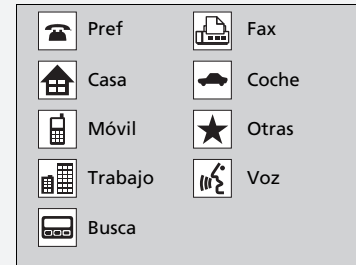 Pref
Fax
Casa
Coche
Móvil
Otras
Trabajo
Voz
Busca